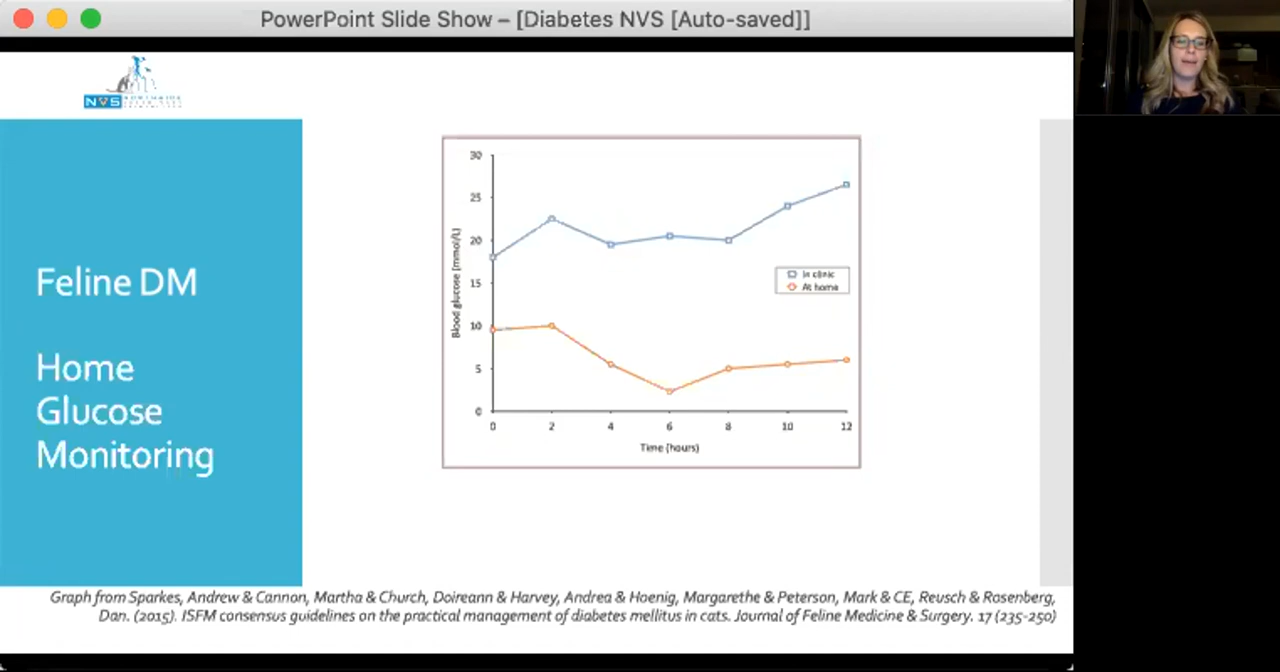 PowerPoint Slide Show – [Diabetes NVS [Auto-saved]]
NVS
Feline DM
Home
Glucose
Monitoring
30
25
20
15
10
5
0
Blood glucose (mmol/L)
In clinic
At home
0 2 4 6 8 10 12
Time (hours)
Graph from Sparkes, Andrew & Cannon, Martha & Church, Doireann & Harvey, Andrea & Hoenig, Margarethe & Peterson, Mark & CE, Reusch & Rosenberg,
Dan. (2015). ISFM consensus guidelines on the practical management of diabetes mellitus in cats. Journal of Feline Medicine & Surgery. 17 (235-250)